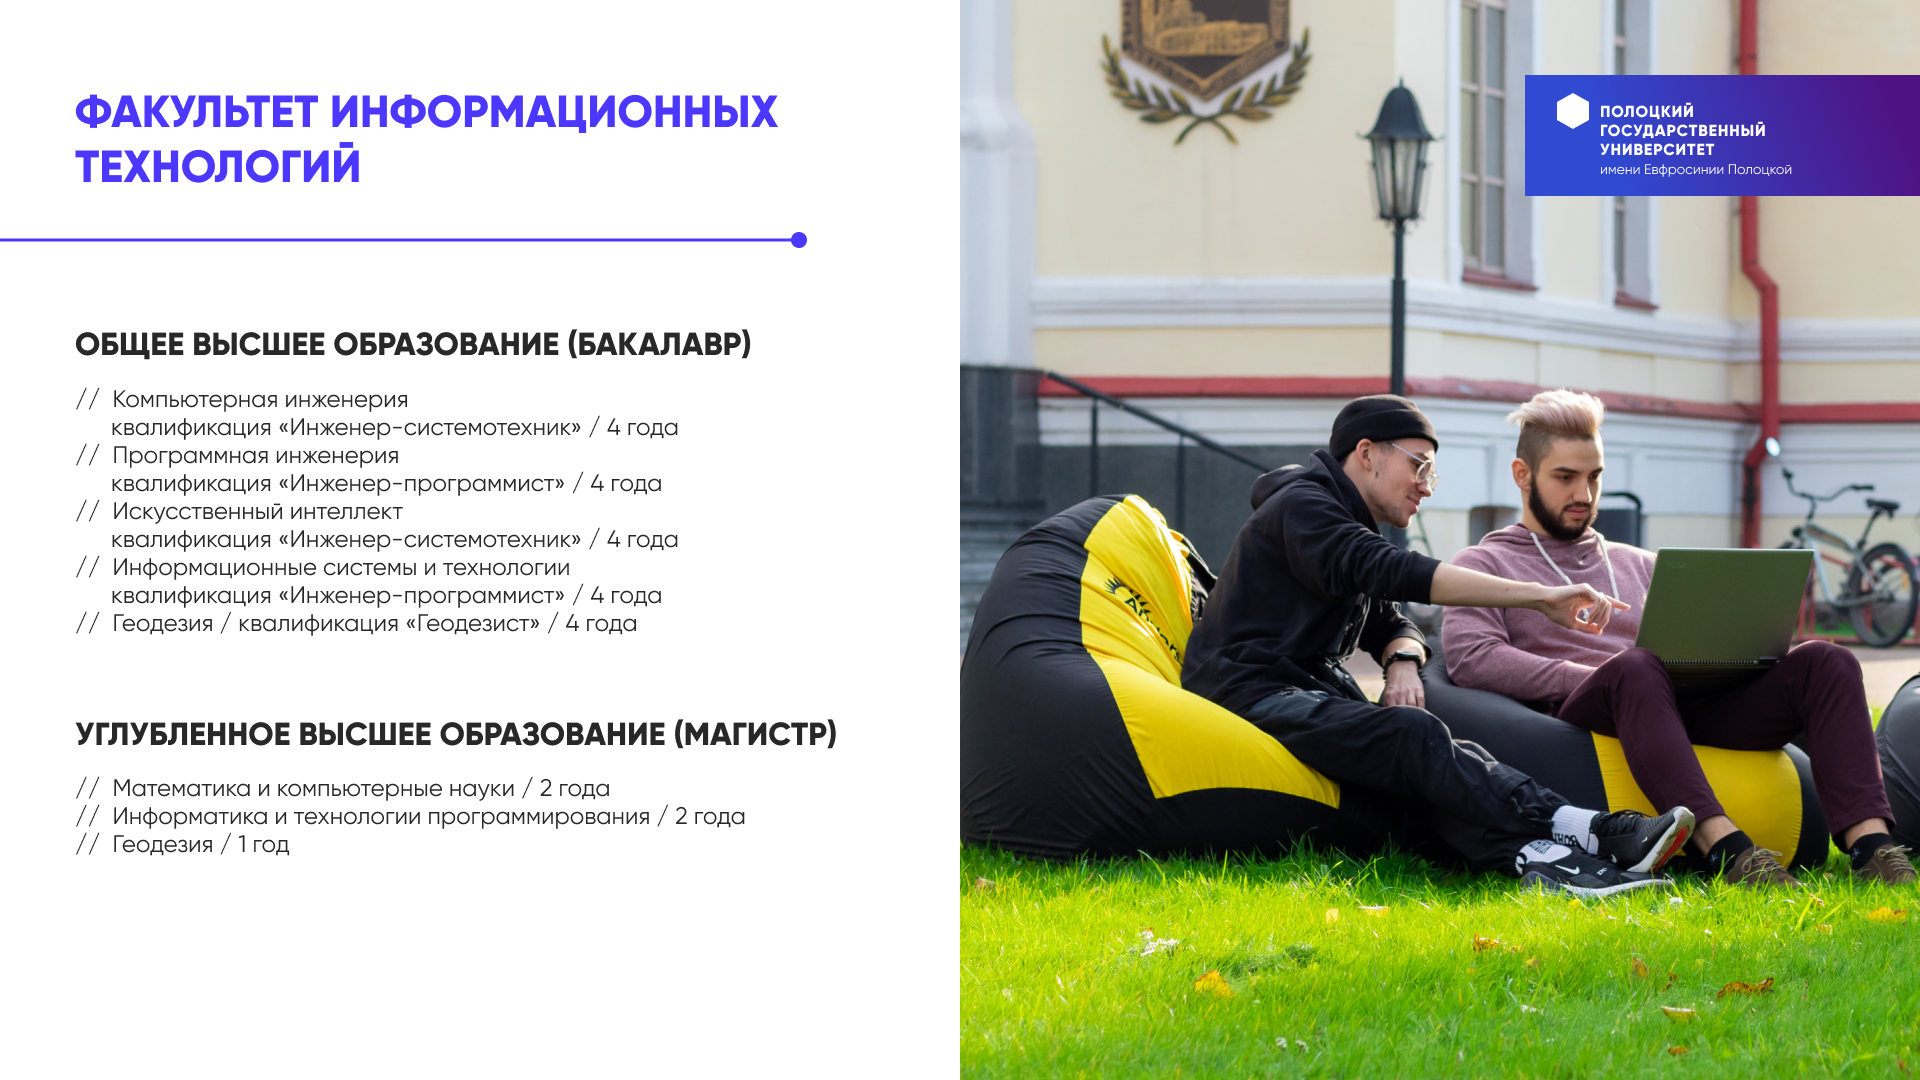 ФАКУЛЬТЕТ ИНФОРМАЦИОННЫХ
ТЕХНОЛОГИЙ
ОБЩЕЕ ВЫСШЕЕ ОБРАЗОВАНИЕ (БАКАЛАВР)
// Компьютерная инженерия
квалификация «Инженер-системотехник» / 4 года
// Программная инженерия
квалификация «Инженер-программист» / 4 года
// Искусственный интеллект
квалификация «Инженер-системотехник» / 4 года
// Информационные системы и технологии
квалификация «Инженер-программист» / 4 года
// Геодезия / квалификация «Геодезист» / 4 года
УГЛУБЛЕННОЕ ВЫСШЕЕ ОБРАЗОВАНИЕ (МАГИСТР)
// Математика и компьютерные науки / 2 года
// Информатика и технологии программирования / 2 года
// Геодезия / 1 год
ПОЛОЦКИЙ
ГОСУДАРСТВЕННЫЙ
УНИВЕРСИТЕТ
имени Евфросинии Полоцкой